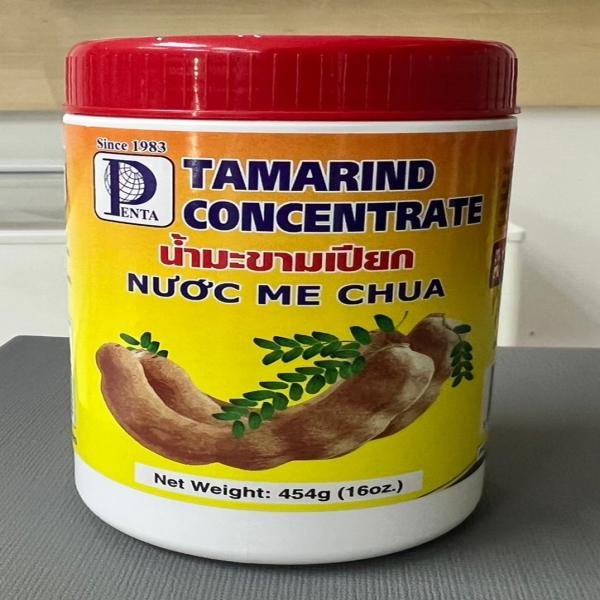 Since 1983
PENTA
TAMARIND
CONCENTRATE
น้ำมะขามเปียก
NƯƠC ME CHUA
Net Weight: 454g (16oz.)